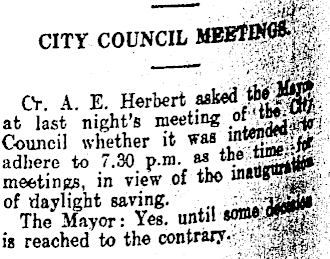 CITY COUNCIL MEETINGS.
Cr. A. E. Herbert asked the Mayor
at last night's meeting of the City
Council whether it was intended to
adhere to 7.30 p.m. as the time for
meetings, in view of the inauguration
of daylight saving.
The Mayor: Yes. until some decision
is reached to the contrary.